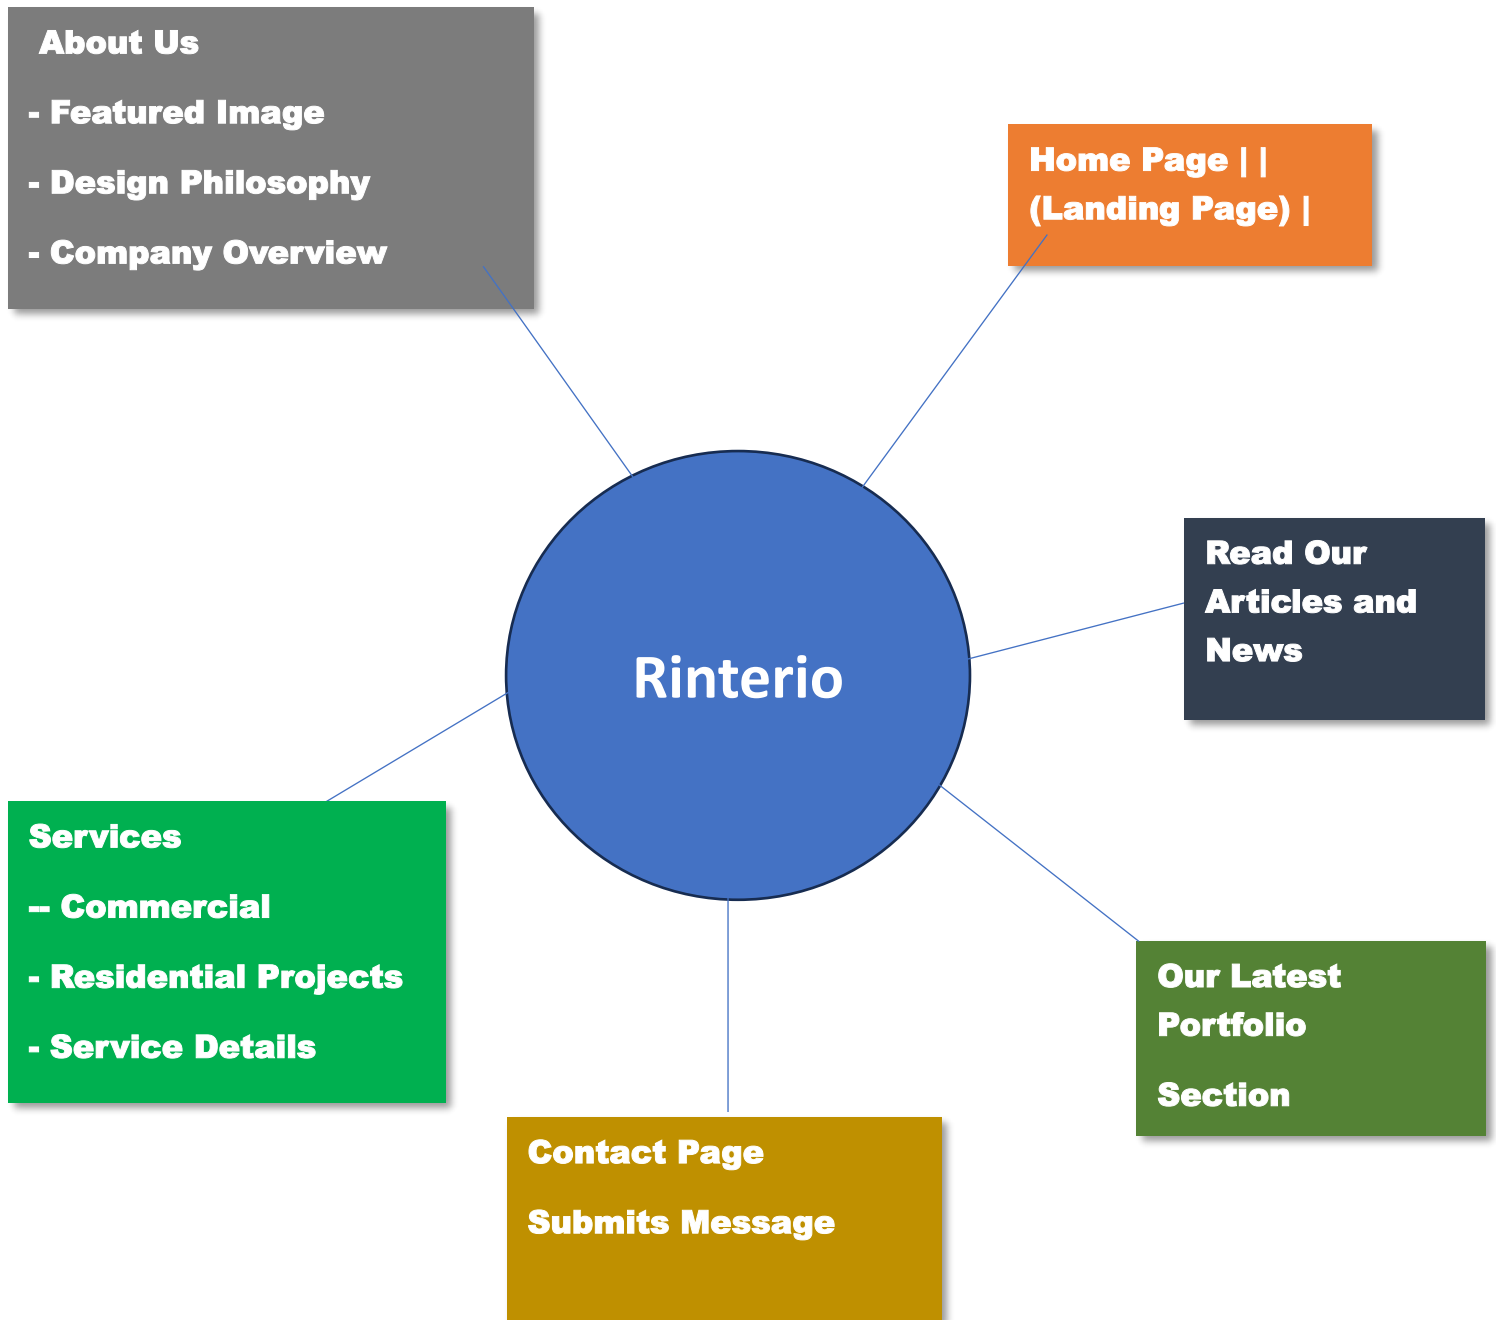 About Us
- Featured Image
- Design Philosophy
- Company Overview
Home Page | |
(Landing Page) |
Read Our
Articles and
News
Rinterio
Services
-- Commercial
- Residential Projects
- Service Details
Our Latest
Portfolio
Section
Contact Page
Submits Message